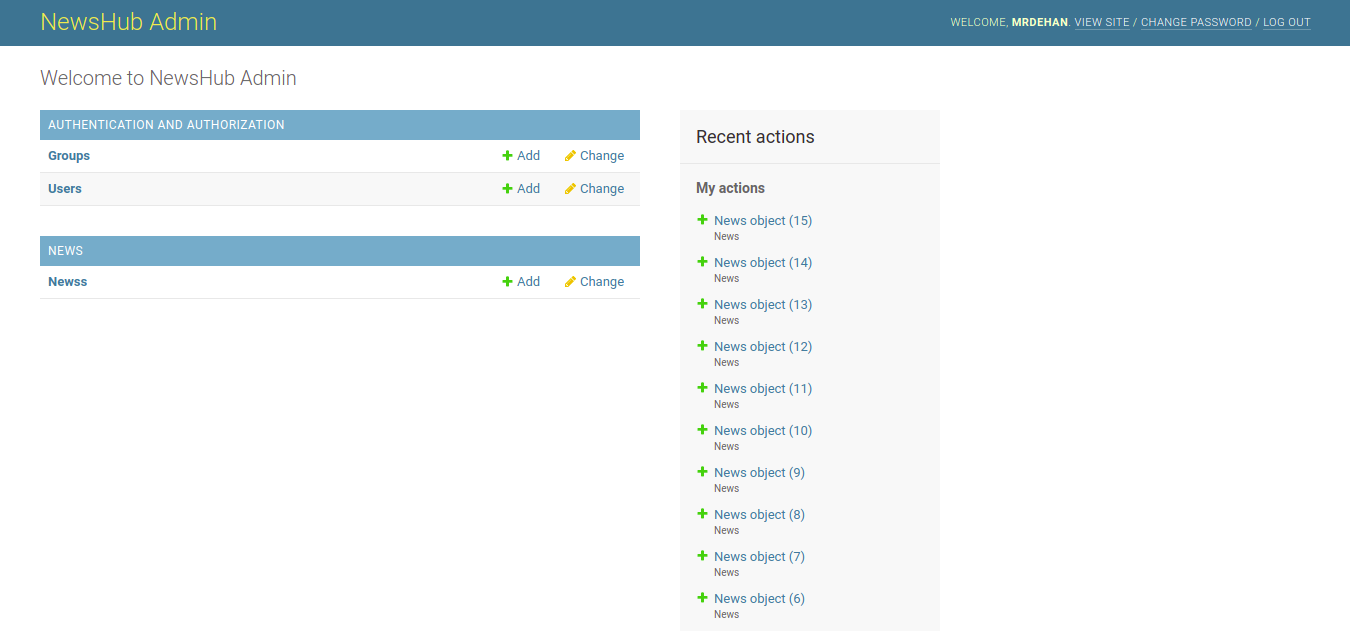 NewsHub Admin
WELCOME, MRDEHAN. VIEW SITE / CHANGE PASSWORD / LOG OUT
Welcome to NewsHub Admin
AUTHENTICATION AND AUTHORIZATION
Groups Add Change
Users Add Change
NEWS
Newss Add Change
Recent actions
My actions
News object (15)
News
News object (14)
News
News object (13)
News
News object (12)
News
News object (11)
News
News object (10)
News
News object (9)
News
News object (8)
News
News object (7)
News
News object (6)
News